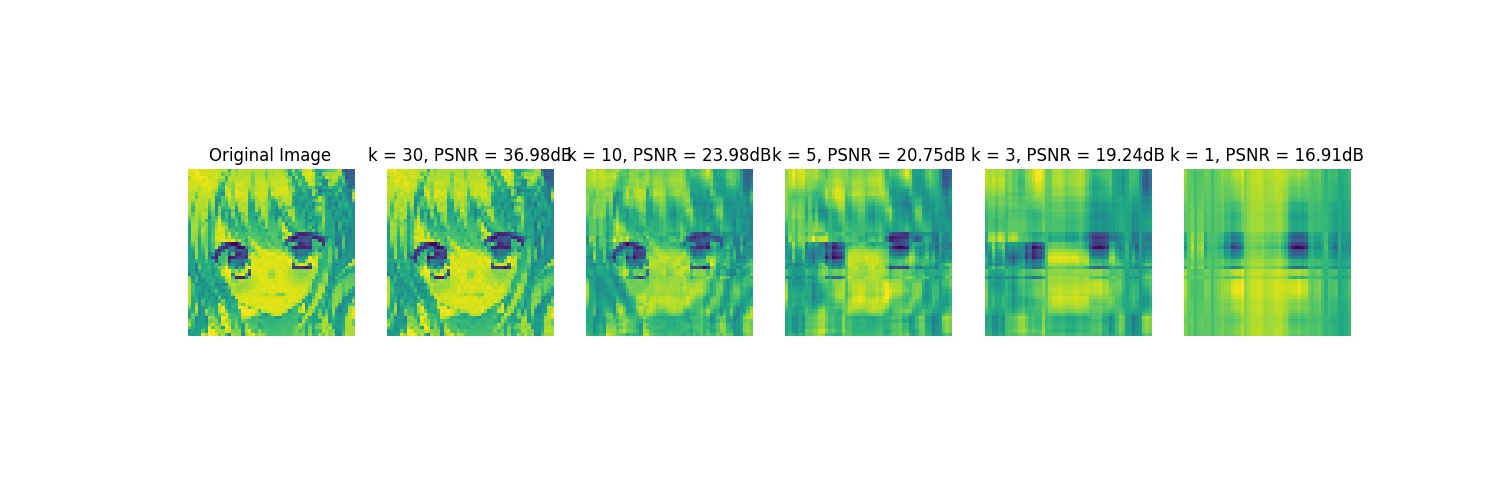 Original Image
k = 30, PSNR = 36.98dB
k = 10, PSNR = 23.98dB
k = 5, PSNR = 20.75dB
k = 3, PSNR = 19.24dB
k = 1, PSNR = 16.91dB